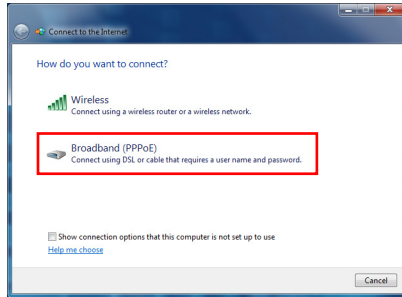 Connect to the Internet
How do you want to connect?
Wireless
Connect using a wireless router or a wireless network.
Broadband (PPPoE)
Connect using DSL or cable that requires a user name and password.
Show connection options that this computer is not set up to use
Help me choose
Cancel